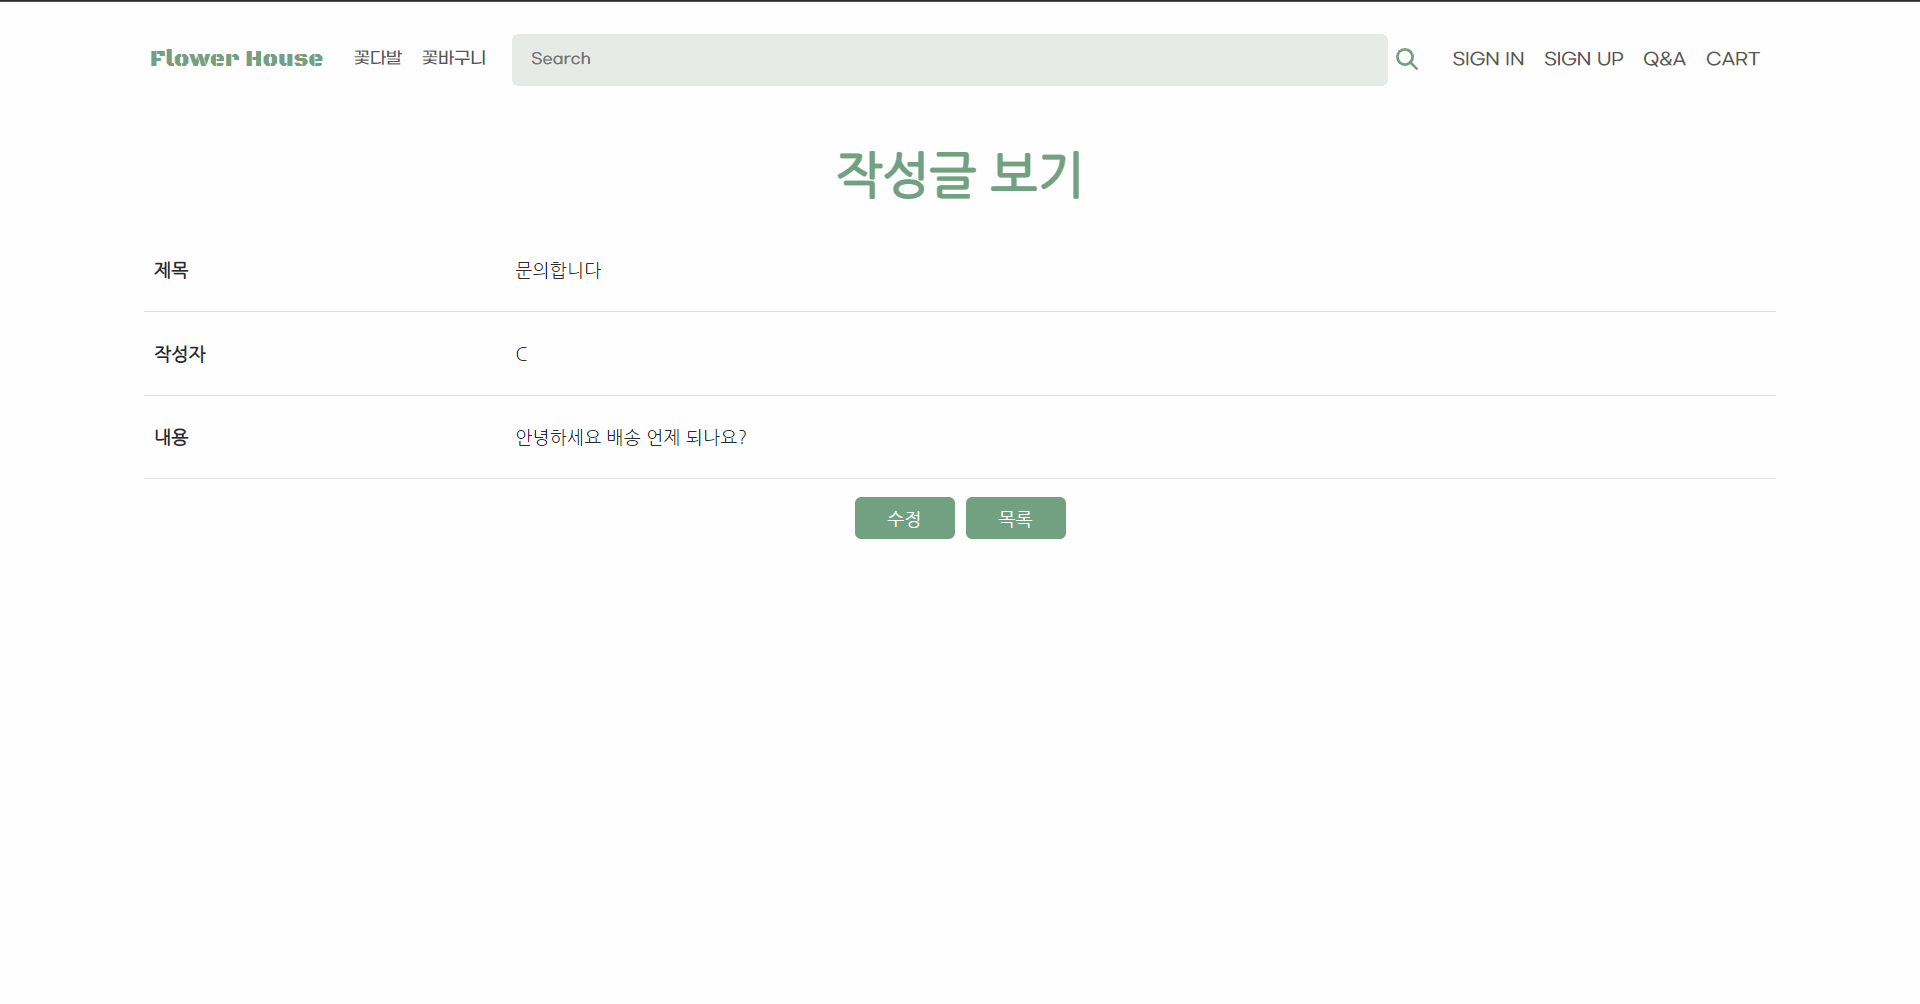 Flower House 꽃다발 꽃바구니 Search SIGN IN SIGN UP Q&A CART
작성글 보기
제목 문의합니다
작성자 C
내용 안녕하세요 배송 언제 되나요?
수정 목록